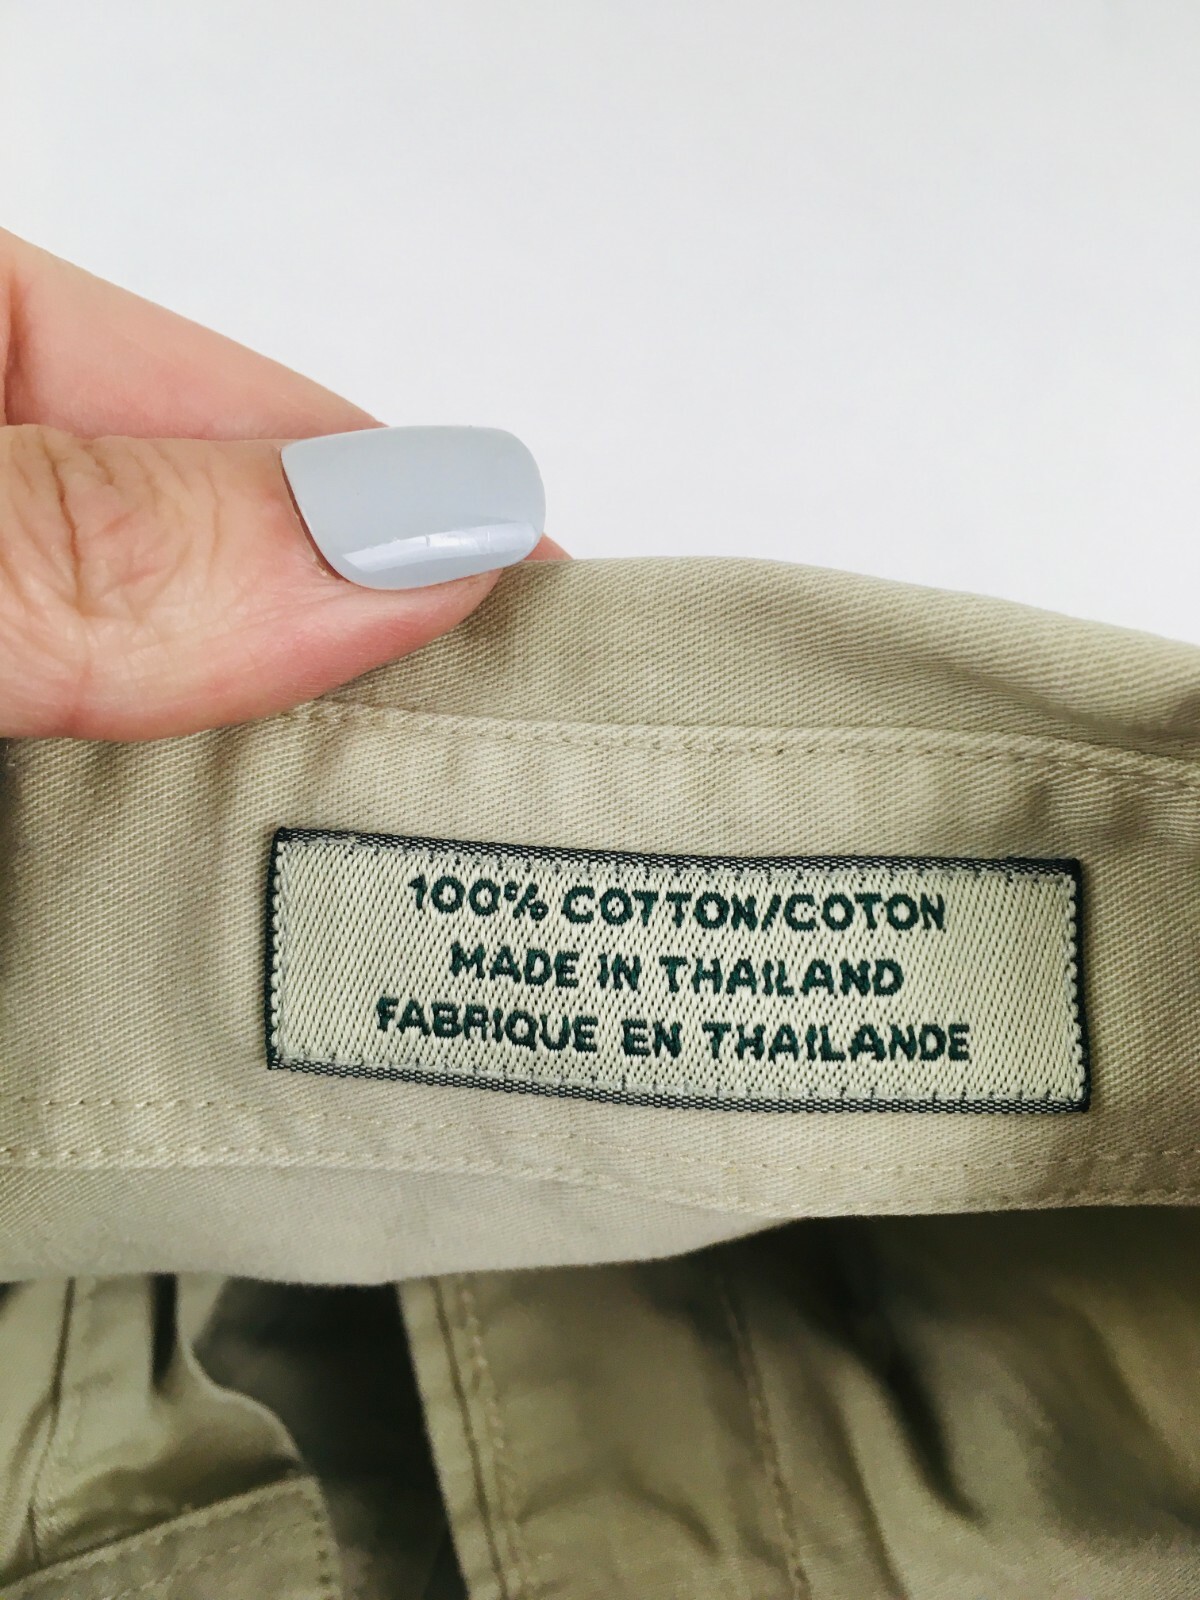 100% COTTON/COTON
MADE IN THAILAND
FABRIQUE EN THAILANDE